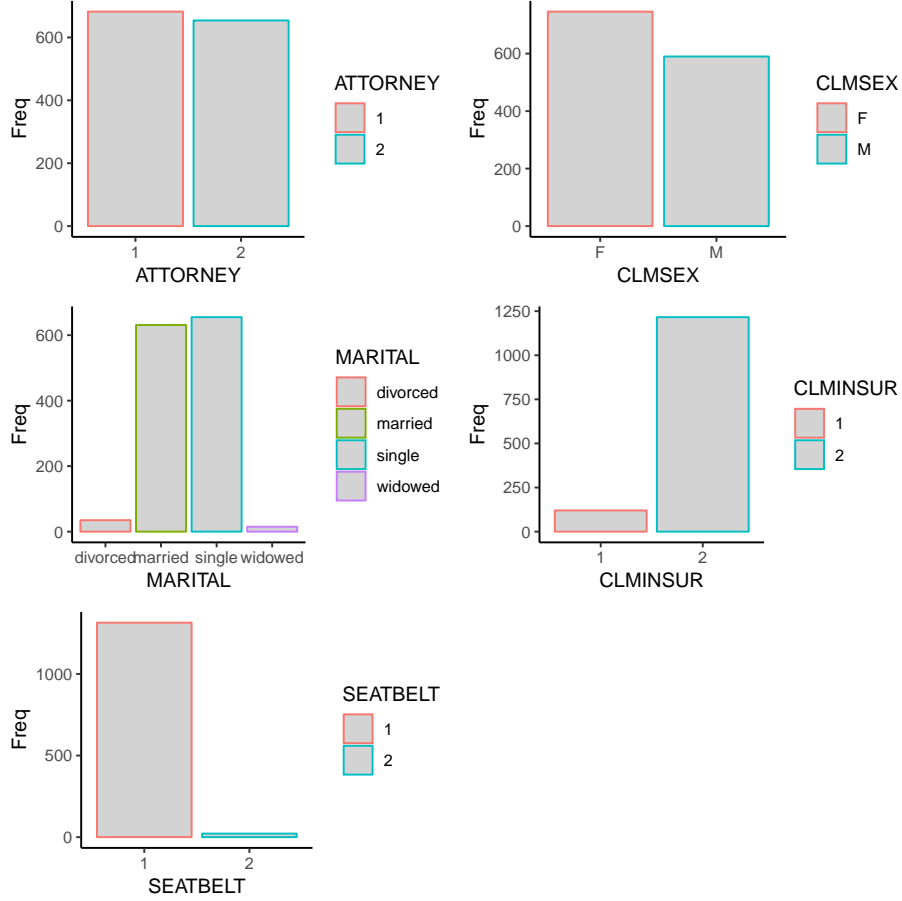 Freq
600
400
200
0
1
2
ATTORNEY
ATTORNEY
1
2
Freq
600
400
200
0
F
M
CLMSEX
CLMSEX
F
M
Freq
600
400
200
0
divorced
married
single
widowed
MARITAL
MARITAL
divorced
married
single
widowed
Freq
1250
1000
750
500
250
0
1
2
CLMINSUR
CLMINSUR
1
2
Freq
1000
500
0
1
2
SEATBELT
SEATBELT
1
2